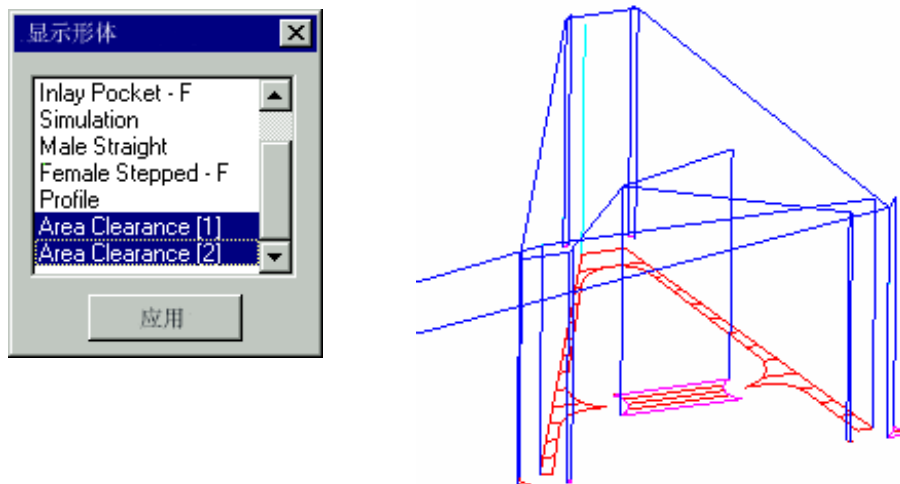 显示形体
Inlay Pocket - F
Simulation
Male Straight
Female Stepped - F
Profile
Area Clearance [1]
Area Clearance [2]
应用